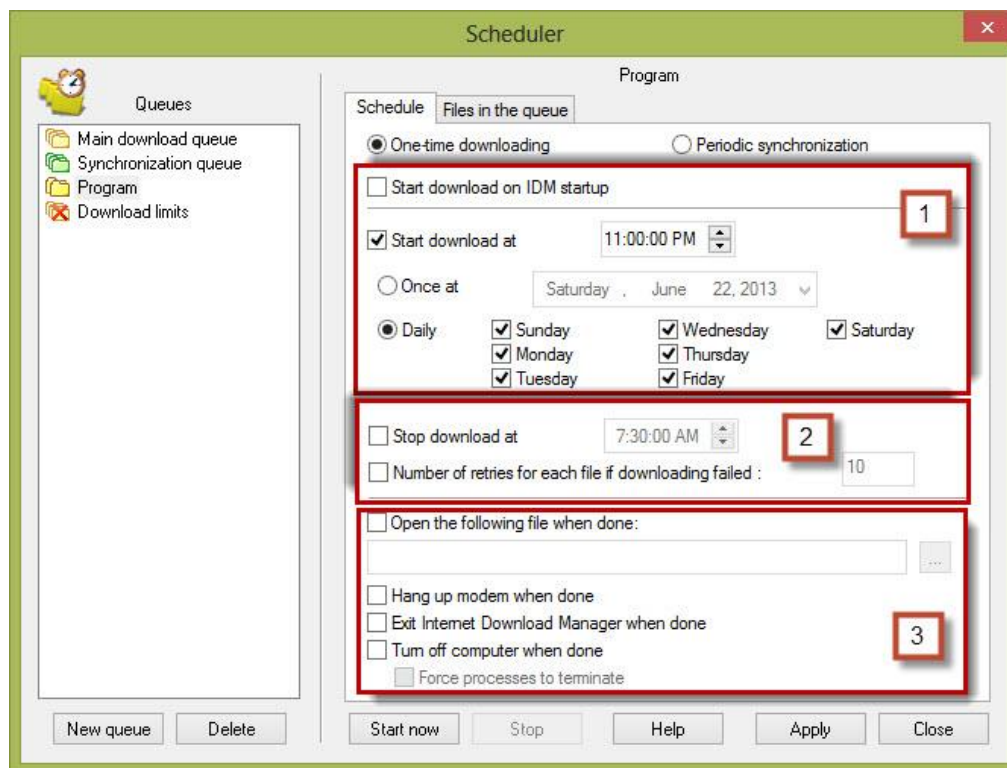 Scheduler
Queues
Main download queue
Synchronization queue
Program
Download limits
New queue
Delete
Program
Schedule
Files in the queue
One-time downloading
Periodic synchronization
Start download on IDM startup
1
Start download at
11:00:00 PM
Once at
Saturday , June 22, 2013
Daily
Sunday
Wednesday
Saturday
Monday
Thursday
Tuesday
Friday
Stop download at
7:30:00 AM
2
Number of retries for each file if downloading failed :
10
Open the following file when done:
...
Hang up modem when done
Exit Internet Download Manager when done
Turn off computer when done
3
Force processes to terminate
Start now
Stop
Help
Apply
Close